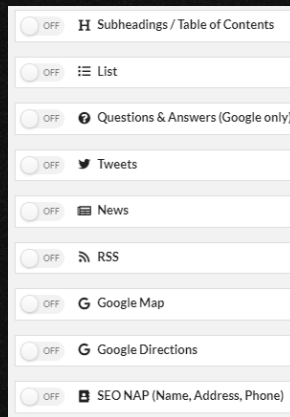 OFF H Subheadings / Table of Contents
OFF List
OFF Questions & Answers (Google only)
OFF Tweets
OFF News
OFF RSS
OFF G Google Map
OFF G Google Directions
OFF SEO NAP (Name, Address, Phone)